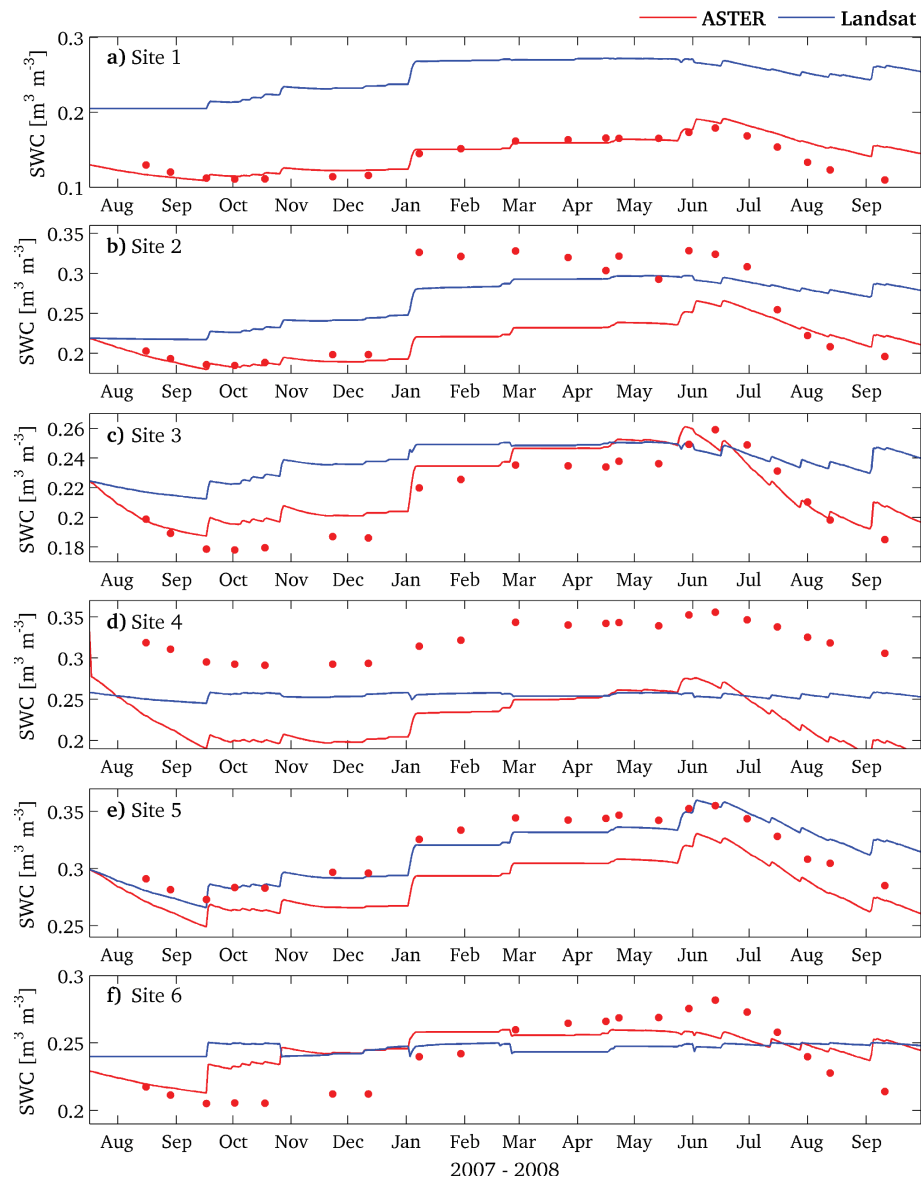 ASTER Landsat
a) Site 1
SWC [m³ m⁻³]
0.3
0.2
0.1
Aug Sep Oct Nov Dec Jan Feb Mar Apr May Jun Jul Aug Sep
b) Site 2
SWC [m³ m⁻³]
0.35
0.3
0.25
0.2
Aug Sep Oct Nov Dec Jan Feb Mar Apr May Jun Jul Aug Sep
c) Site 3
SWC [m³ m⁻³]
0.26
0.24
0.22
0.2
0.18
Aug Sep Oct Nov Dec Jan Feb Mar Apr May Jun Jul Aug Sep
d) Site 4
SWC [m³ m⁻³]
0.35
0.3
0.25
0.2
Aug Sep Oct Nov Dec Jan Feb Mar Apr May Jun Jul Aug Sep
e) Site 5
SWC [m³ m⁻³]
0.35
0.3
0.25
Aug Sep Oct Nov Dec Jan Feb Mar Apr May Jun Jul Aug Sep
f) Site 6
SWC [m³ m⁻³]
0.3
0.25
0.2
Aug Sep Oct Nov Dec Jan Feb Mar Apr May Jun Jul Aug Sep
2007 - 2008